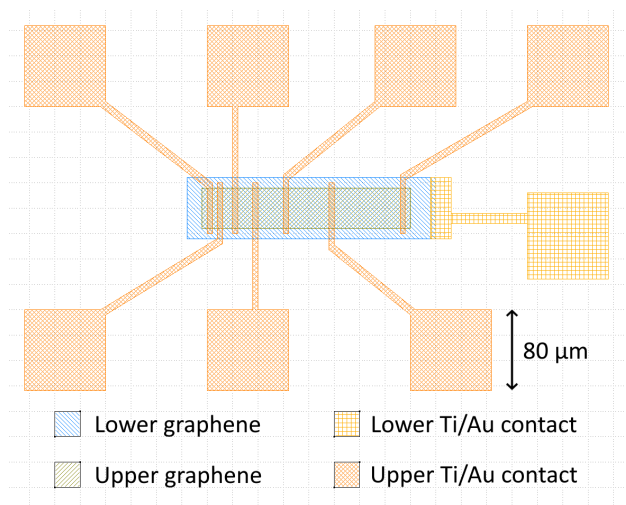 80 µm
Lower graphene
Lower Ti/Au contact
Upper graphene
Upper Ti/Au contact